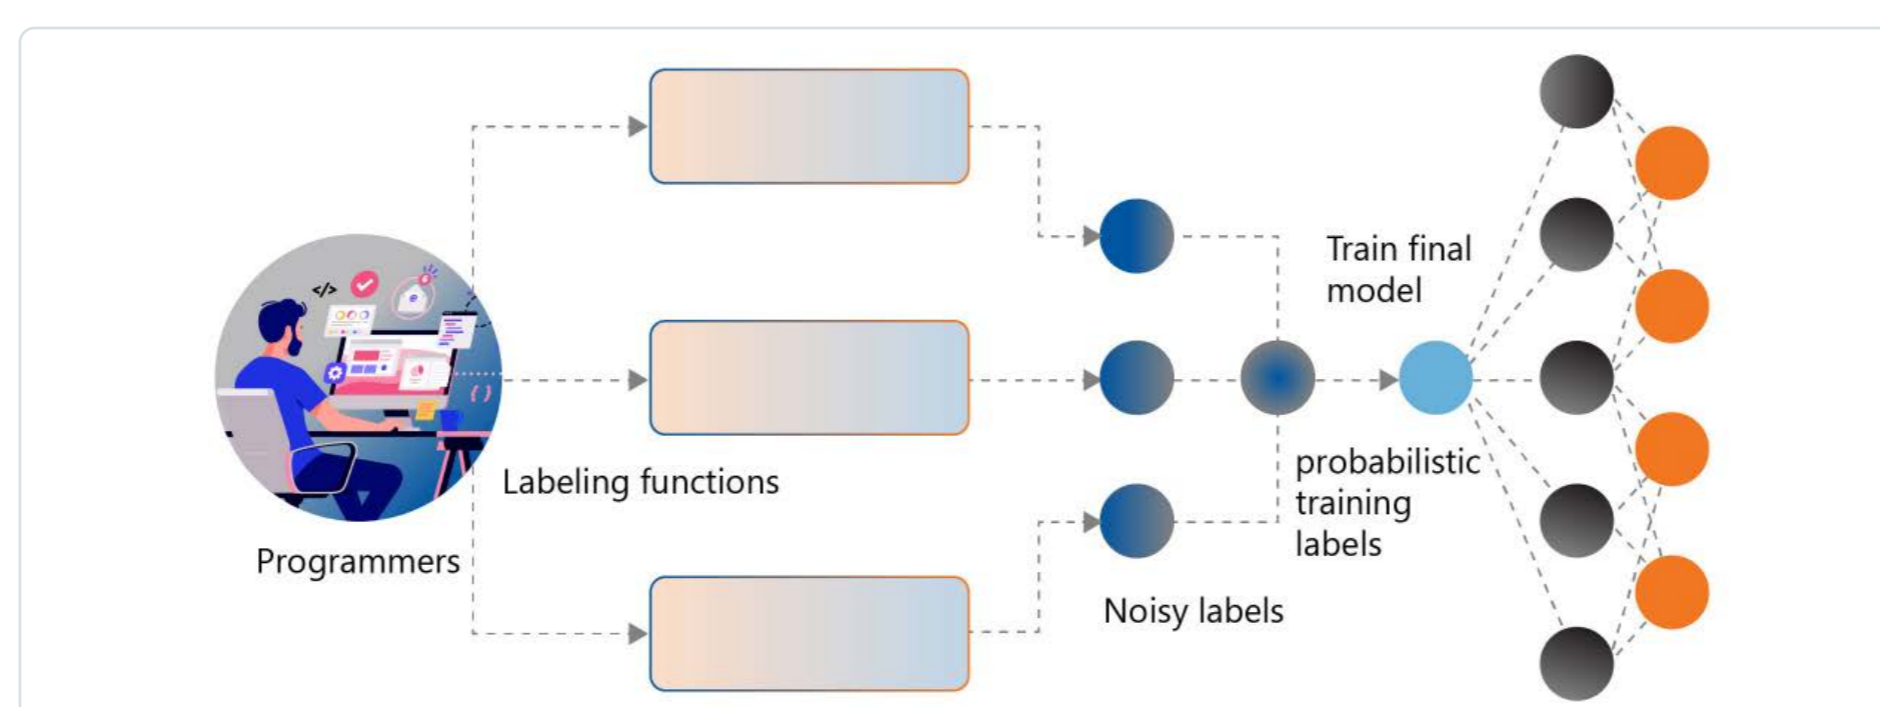 Programmers
Labeling functions
Noisy labels
probabilistic
training
labels
Train final
model